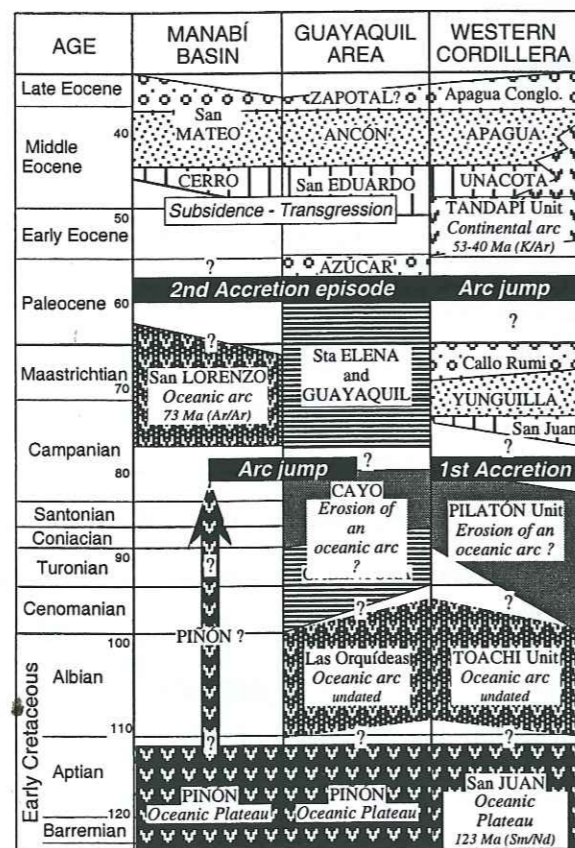 AGE
MANABÍ BASIN
GUAYAQUIL AREA
WESTERN CORDILLERA
Late Eocene
ZAPOTAL?
Apagua Conglo.
San
MATEO
ANCÓN
APAGUA
40
Middle
Eocene
CERRO
San EDUARDO
UNACOTA
Subsidence - Transgression
TANDAPÍ Unit
Continental arc
53-40 Ma (K/Ar)
50
Early Eocene
?
AZÚCAR
2nd Accretion episode
Arc jump
Paleocene
60
?
?
Maastrichtian
70
San LORENZO
Oceanic arc
73 Ma (Ar/Ar)
Sta ELENA
and
GUAYAQUIL
Callo Rumi
YUNGUILLA
San Juan
?
Campanian
80
Arc jump
?
1st Accretion
Santonian
Coniacian
90
Turonian
Cenomanian
?
CAYO
Erosion of
an
oceanic arc
?
PILATÓN Unit
Erosion of an
oceanic arc ?
?
?
Early Cretaceous
100
Albian
110
PIÑÓN ?
Las Orquídeas
Oceanic arc
undated
TOACHI Unit
Oceanic arc
undated
?
?
?
Aptian
120
Barremian
PIÑÓN
Oceanic Plateau
PIÑÓN
Oceanic Plateau
San JUAN
Oceanic
Plateau
123 Ma (Sm/Nd)